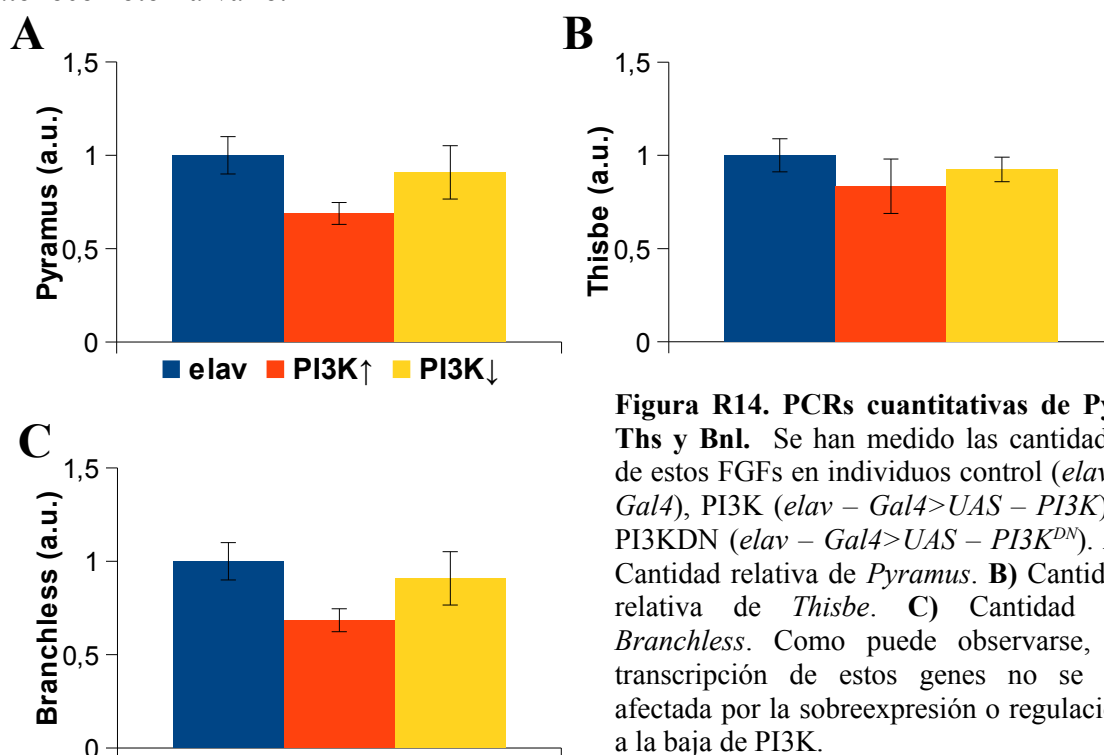 A
B
1,5
1
0,5
0
Pyramus (a.u.)
elav PI3K↑ PI3K↓
1,5
1
0,5
0
Thisbe (a.u.)
C
1,5
1
0,5
0
Branchless (a.u.)
Figura R14. PCRs cuantitativas de Py
Ths y Bnl. Se han medido las cantidad
de estos FGFs en individuos control (elav
Gal4), PI3K (elav – Gal4>UAS – PI3K)
PI3KDN (elav – Gal4>UAS – PI3K^DN).
Cantidad relativa de Pyramus. B) Cantid
relativa de Thisbe. C) Cantidad
Branchless. Como puede observarse,
transcripción de estos genes no se
afectada por la sobreexpresión o regulaci
a la baja de PI3K.